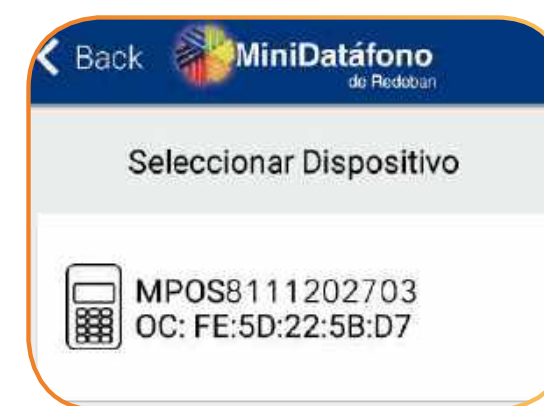 Back
MiniDatáfono
de Redeban
Seleccionar Dispositivo
MPOS8111202703
OC: FE:5D:22:5B:D7